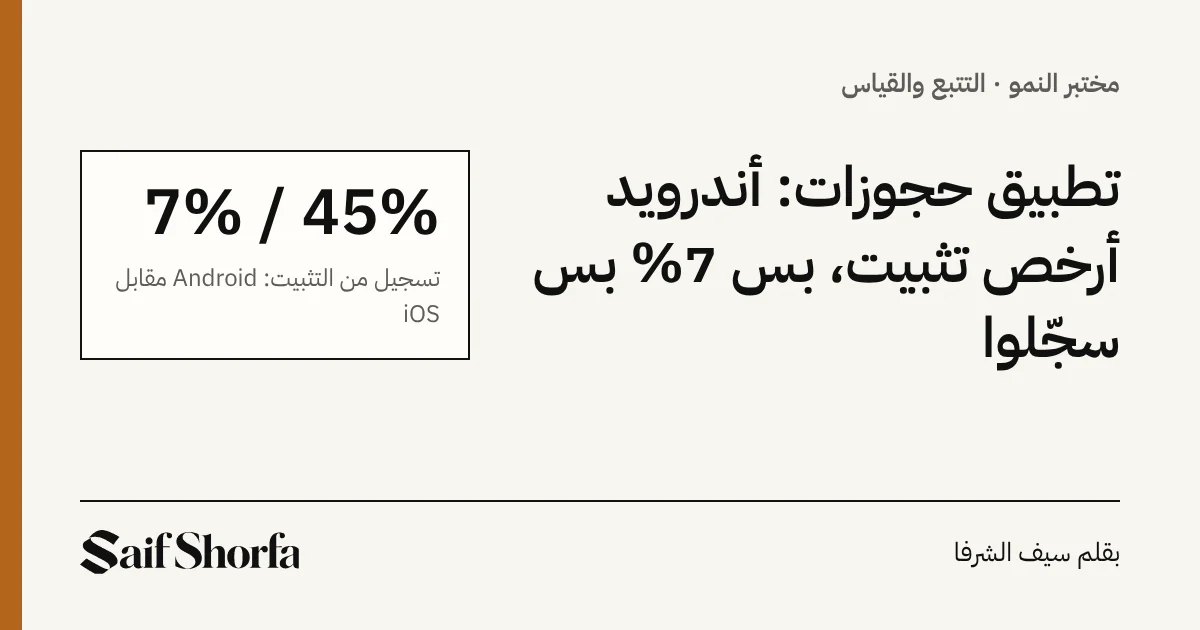 مختبر النمو · التتبع والقياس
تطبيق حجوزات: أندرويد
أرخص تثبيت، بس 7% بس
سجّلوا
7% / 45%
تسجيل من التثبيت: Android مقابل
iOS
بقلم سيف الشرفا
Saif Shorfa